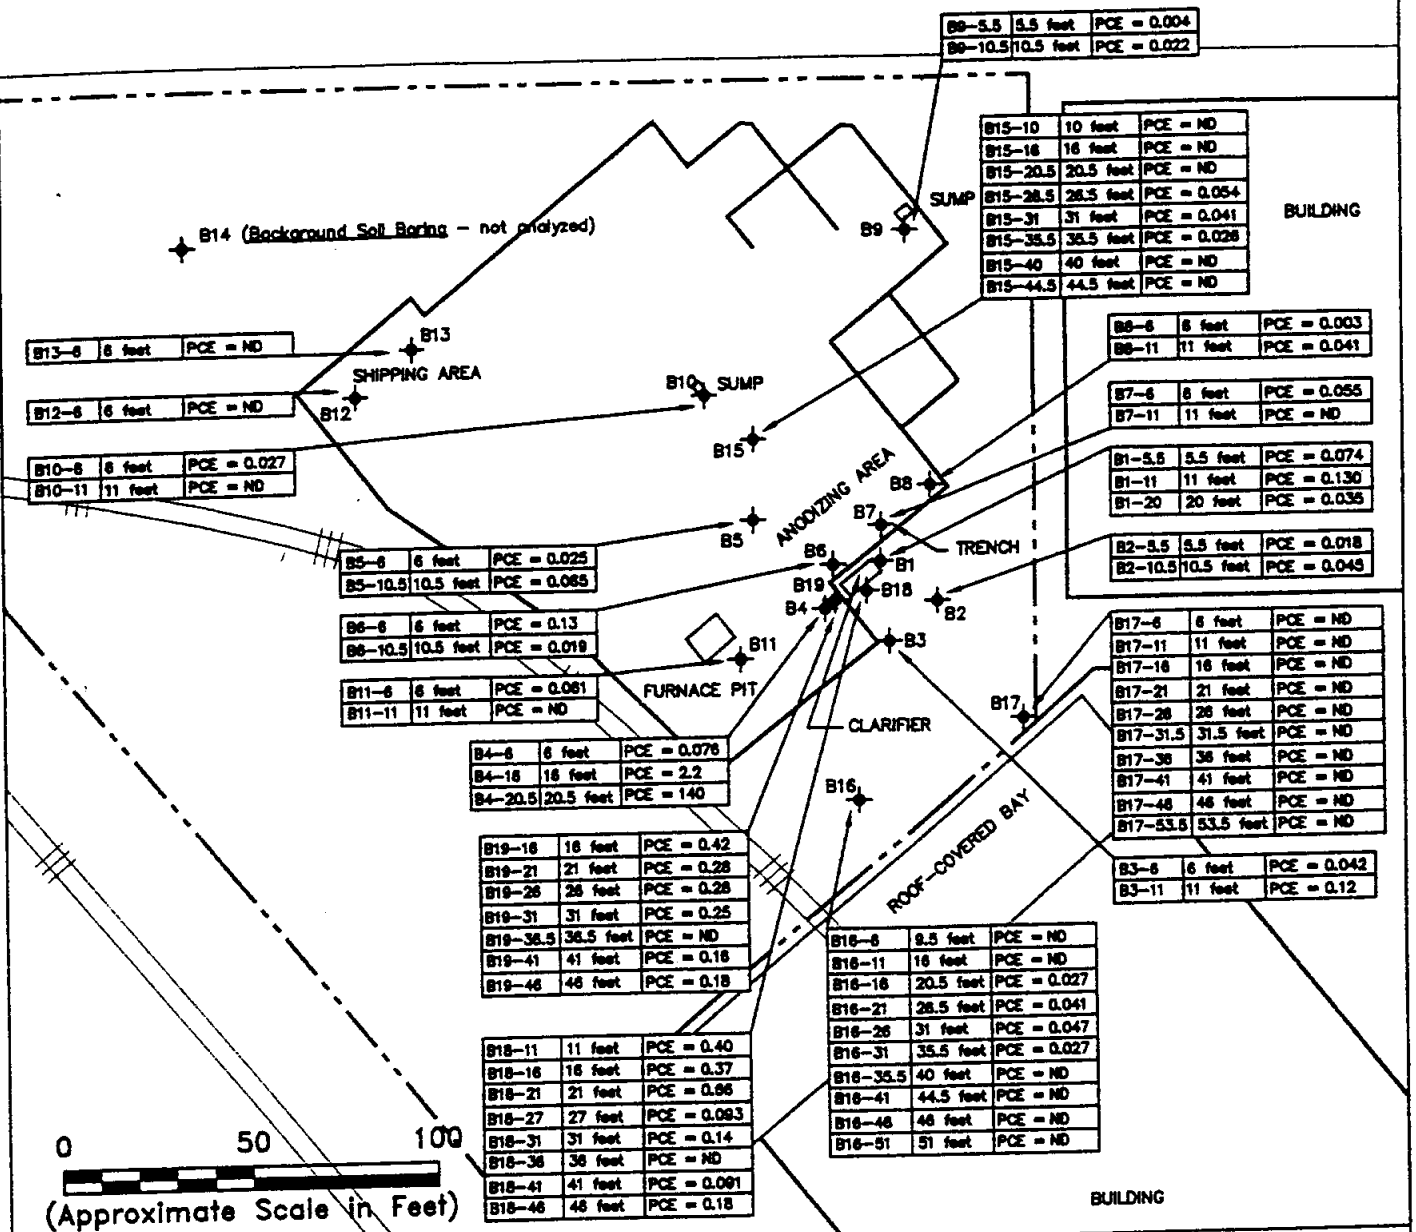 B9-5.5 5.5 feet PCE = 0.004
B9-10.5 10.5 feet PCE = 0.022
B15-10 10 feet PCE = ND
B15-16 16 feet PCE = ND
B15-20.5 20.5 feet PCE = ND
B15-26.5 26.5 feet PCE = 0.054
B15-31 31 feet PCE = 0.041
B15-35.5 35.5 feet PCE = 0.026
B15-40 40 feet PCE = ND
B15-44.5 44.5 feet PCE = ND
SUMP
B9
BUILDING
B14 (Background Soil Boring - not analyzed)
B13-6 6 feet PCE = ND
B13
SHIPPING AREA
B12-6 6 feet PCE = ND
B12
B10 SUMP
B10-6 6 feet PCE = 0.027
B10-11 11 feet PCE = ND
B15
B8-6 6 feet PCE = 0.003
B8-11 11 feet PCE = 0.041
B7-6 6 feet PCE = 0.055
B7-11 11 feet PCE = ND
B1-5.5 5.5 feet PCE = 0.074
B1-11 11 feet PCE = 0.130
B1-20 20 feet PCE = 0.035
B2-5.5 5.5 feet PCE = 0.018
B2-10.5 10.5 feet PCE = 0.045
ANODIZING AREA
B8
B7
B5
TRENCH
B6
B1
B19
B18
B4
B2
B3
B5-6 6 feet PCE = 0.025
B5-10.5 10.5 feet PCE = 0.065
B6-6 6 feet PCE = 0.13
B6-10.5 10.5 feet PCE = 0.019
B11-6 6 feet PCE = 0.061
B11-11 11 feet PCE = ND
B11
FURNACE PIT
CLARIFIER
B17
B17-6 6 feet PCE = ND
B17-11 11 feet PCE = ND
B17-16 16 feet PCE = ND
B17-21 21 feet PCE = ND
B17-26 26 feet PCE = ND
B17-31.5 31.5 feet PCE = ND
B17-36 36 feet PCE = ND
B17-41 41 feet PCE = ND
B17-46 46 feet PCE = ND
B17-53.5 53.5 feet PCE = ND
B4-6 6 feet PCE = 0.076
B4-16 16 feet PCE = 2.2
B4-20.5 20.5 feet PCE = 140
B16
ROOF-COVERED BAY
B3-6 6 feet PCE = 0.042
B3-11 11 feet PCE = 0.12
B19-16 16 feet PCE = 0.42
B19-21 21 feet PCE = 0.28
B19-26 26 feet PCE = 0.28
B19-31 31 feet PCE = 0.25
B19-36.5 36.5 feet PCE = ND
B19-41 41 feet PCE = 0.16
B19-46 46 feet PCE = 0.18
B16-6 9.5 feet PCE = ND
B16-11 16 feet PCE = ND
B16-16 20.5 feet PCE = 0.027
B16-21 26.5 feet PCE = 0.041
B16-26 31 feet PCE = 0.047
B16-31 35.5 feet PCE = 0.027
B16-35.5 40 feet PCE = ND
B16-41 44.5 feet PCE = ND
B16-46 46 feet PCE = ND
B16-51 51 feet PCE = ND
B18-11 11 feet PCE = 0.40
B18-16 16 feet PCE = 0.37
B18-21 21 feet PCE = 0.66
B18-27 27 feet PCE = 0.093
B18-31 31 feet PCE = 0.14
B18-36 36 feet PCE = ND
B18-41 41 feet PCE = 0.091
B18-46 46 feet PCE = 0.18
0 50 100
(Approximate Scale in Feet)
BUILDING